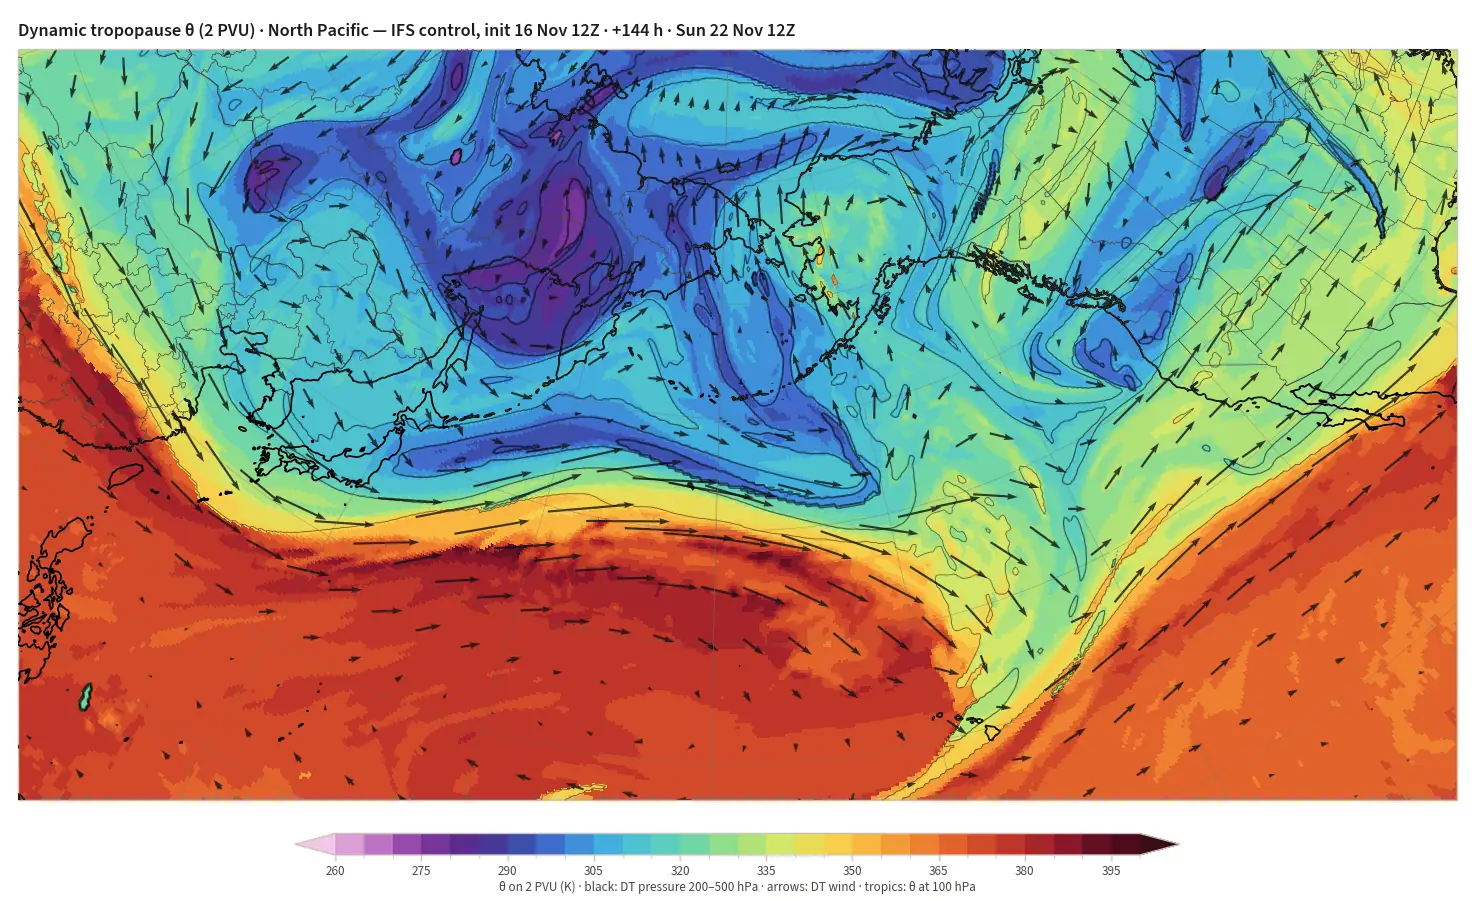 Dynamic tropopause θ (2 PVU) · North Pacific — IFS control, init 16 Nov 12Z · +144 h · Sun 22 Nov 12Z
260 275 290 305 320 335 350 365 380 395
θ on 2 PVU (K) · black: DT pressure 200–500 hPa · arrows: DT wind · tropics: θ at 100 hPa